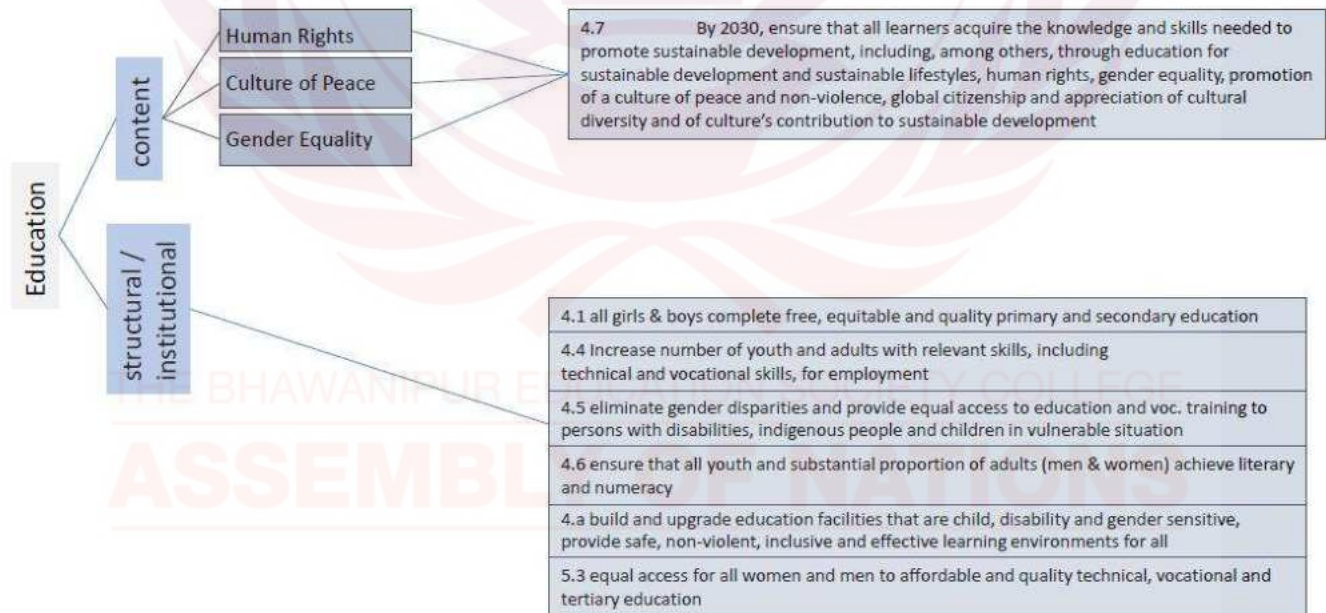 Education
content
structural /
institutional
Human Rights
Culture of Peace
Gender Equality
4.7 By 2030, ensure that all learners acquire the knowledge and skills needed to
promote sustainable development, including, among others, through education for
sustainable development and sustainable lifestyles, human rights, gender equality, promotion
of a culture of peace and non-violence, global citizenship and appreciation of cultural
diversity and of culture's contribution to sustainable development
4.1 all girls & boys complete free, equitable and quality primary and secondary education
4.4 Increase number of youth and adults with relevant skills, including
technical and vocational skills, for employment
4.5 eliminate gender disparities and provide equal access to education and voc. training to
persons with disabilities, indigenous people and children in vulnerable situation
4.6 ensure that all youth and substantial proportion of adults (men & women) achieve literary
and numeracy
4.a build and upgrade education facilities that are child, disability and gender sensitive,
provide safe, non-violent, inclusive and effective learning environments for all
5.3 equal access for all women and men to affordable and quality technical, vocational and
tertiary education
THE BHAWANIPUR EDUCATION SOCIETY COLLEGE
ASSEMBLY OF NATIONS